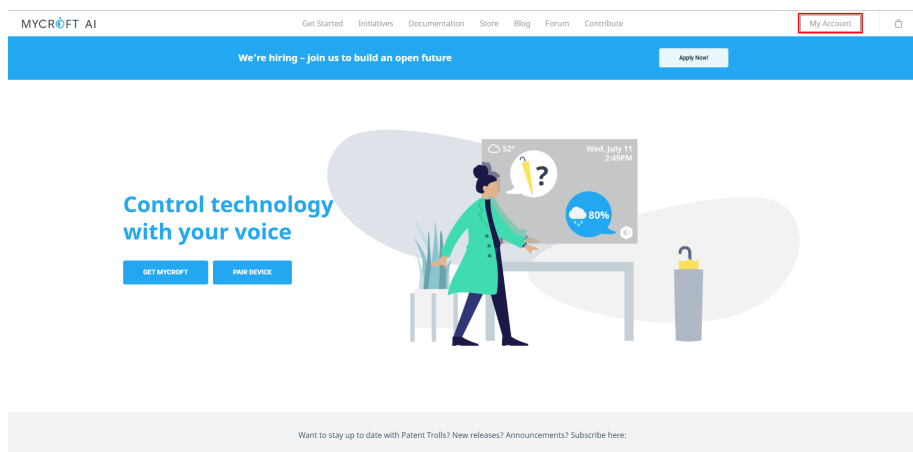 MYCROFT AI
Get Started Initiatives Documentation Store Blog Forum Contribute
My Account
We're hiring – join us to build an open future
Apply Now!
52°
Wed, July 11
2:49PM
?
80%
Control technology
with your voice
GET MYCROFT
PAIR DEVICE
Want to stay up to date with Patent Trolls? New releases? Announcements? Subscribe here: